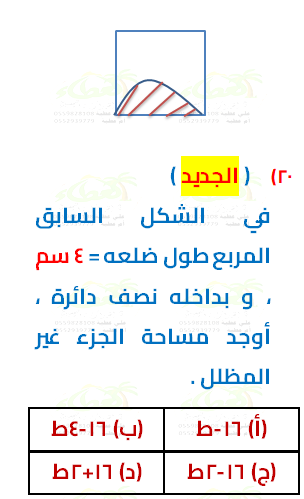 ٢٠) ( الجديد )
في الشكل السابق
المربع طول ضلعه = ٤ سم
، و بداخله نصف دائرة ،
أوجد مساحة الجزء غير
المظلل .
(أ) ١٦-ط (ب) ١٦-٤ط
(ج) ١٦-٢ط (د) ١٦+٢ط